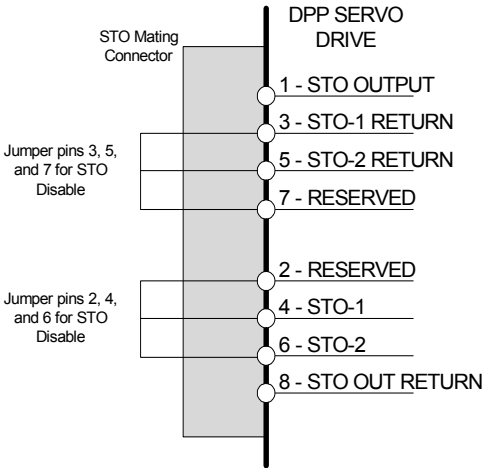 DPP SERVO
DRIVE
STO Mating
Connector
1 - STO OUTPUT
3 - STO-1 RETURN
Jumper pins 3, 5,
and 7 for STO
Disable
5 - STO-2 RETURN
7 - RESERVED
2 - RESERVED
Jumper pins 2, 4,
and 6 for STO
Disable
4 - STO-1
6 - STO-2
8 - STO OUT RETURN